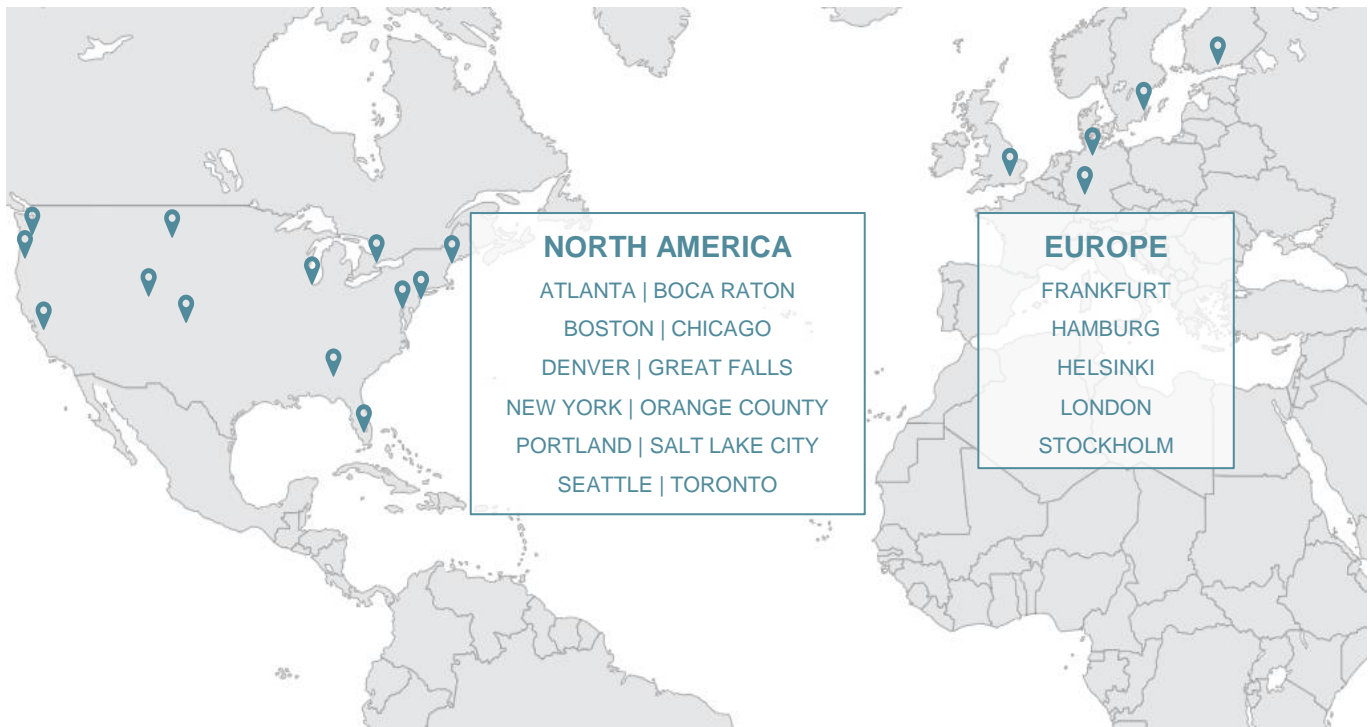 NORTH AMERICA
ATLANTA | BOCA RATON
BOSTON | CHICAGO
DENVER | GREAT FALLS
NEW YORK | ORANGE COUNTY
PORTLAND | SALT LAKE CITY
SEATTLE | TORONTO
EUROPE
FRANKFURT
HAMBURG
HELSINKI
LONDON
STOCKHOLM